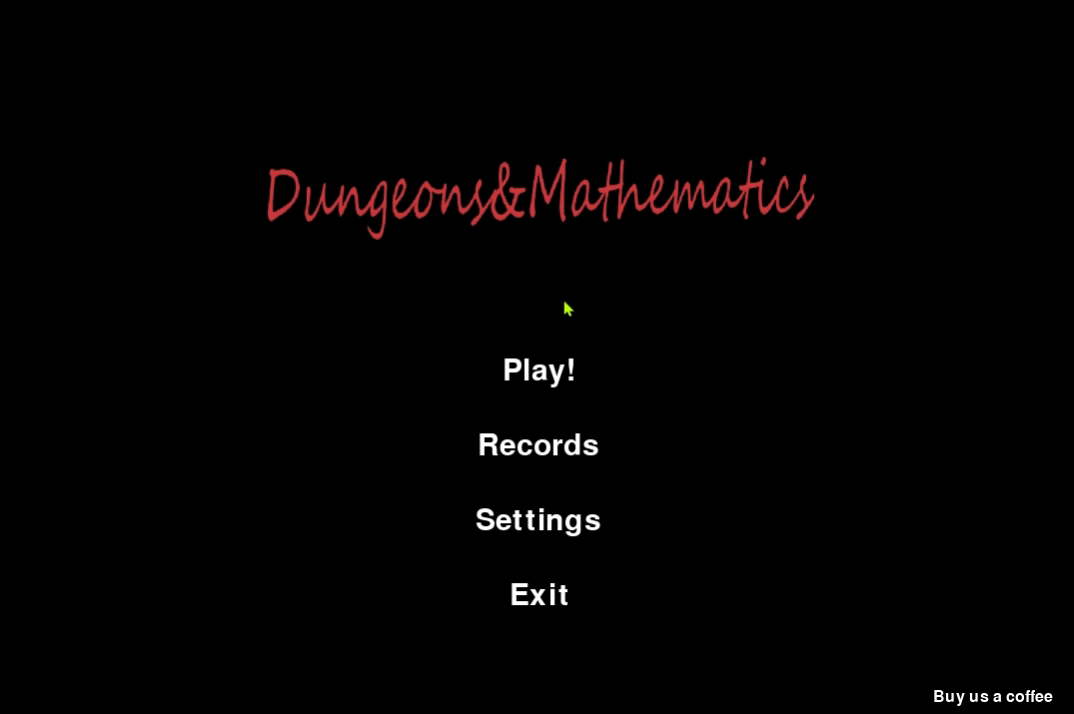 Dungeons&Mathematics
Play!
Records
Settings
Exit
Buy us a coffee